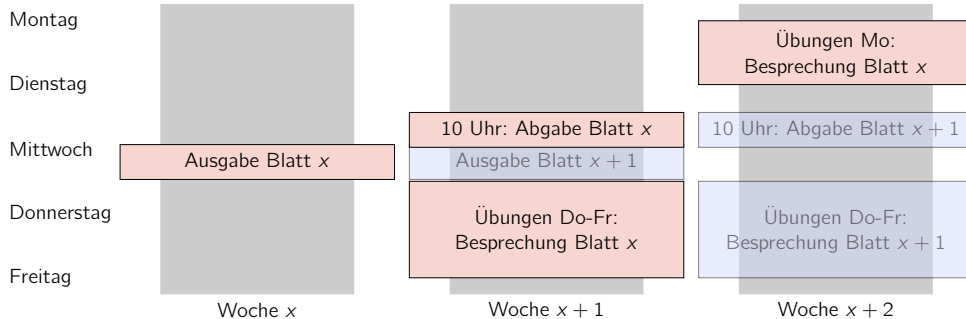 Montag
Dienstag
Mittwoch
Donnerstag
Freitag
Ausgabe Blatt x
Woche x
10 Uhr: Abgabe Blatt x
Ausgabe Blatt x + 1
Übungen Do-Fr:
Besprechung Blatt x
Woche x + 1
Übungen Mo:
Besprechung Blatt x
10 Uhr: Abgabe Blatt x + 1
Übungen Do-Fr:
Besprechung Blatt x + 1
Woche x + 2